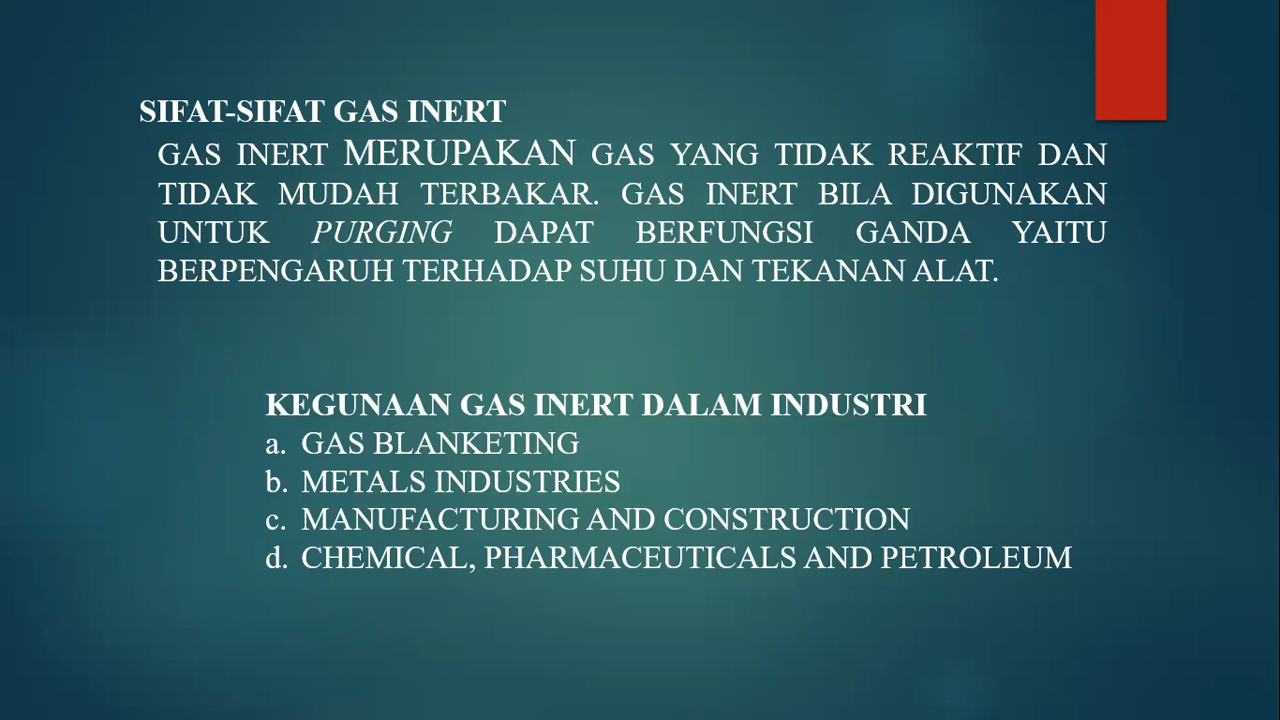 SIFAT-SIFAT GAS INERT
GAS INERT MERUPAKAN GAS YANG TIDAK REAKTIF DAN
TIDAK MUDAH TERBAKAR. GAS INERT BILA DIGUNAKAN
UNTUK PURGING DAPAT BERFUNGSI GANDA YAITU
BERPENGARUH TERHADAP SUHU DAN TEKANAN ALAT.
KEGUNAAN GAS INERT DALAM INDUSTRI
a. GAS BLANKETING
b. METALS INDUSTRIES
c. MANUFACTURING AND CONSTRUCTION
d. CHEMICAL, PHARMACEUTICALS AND PETROLEUM